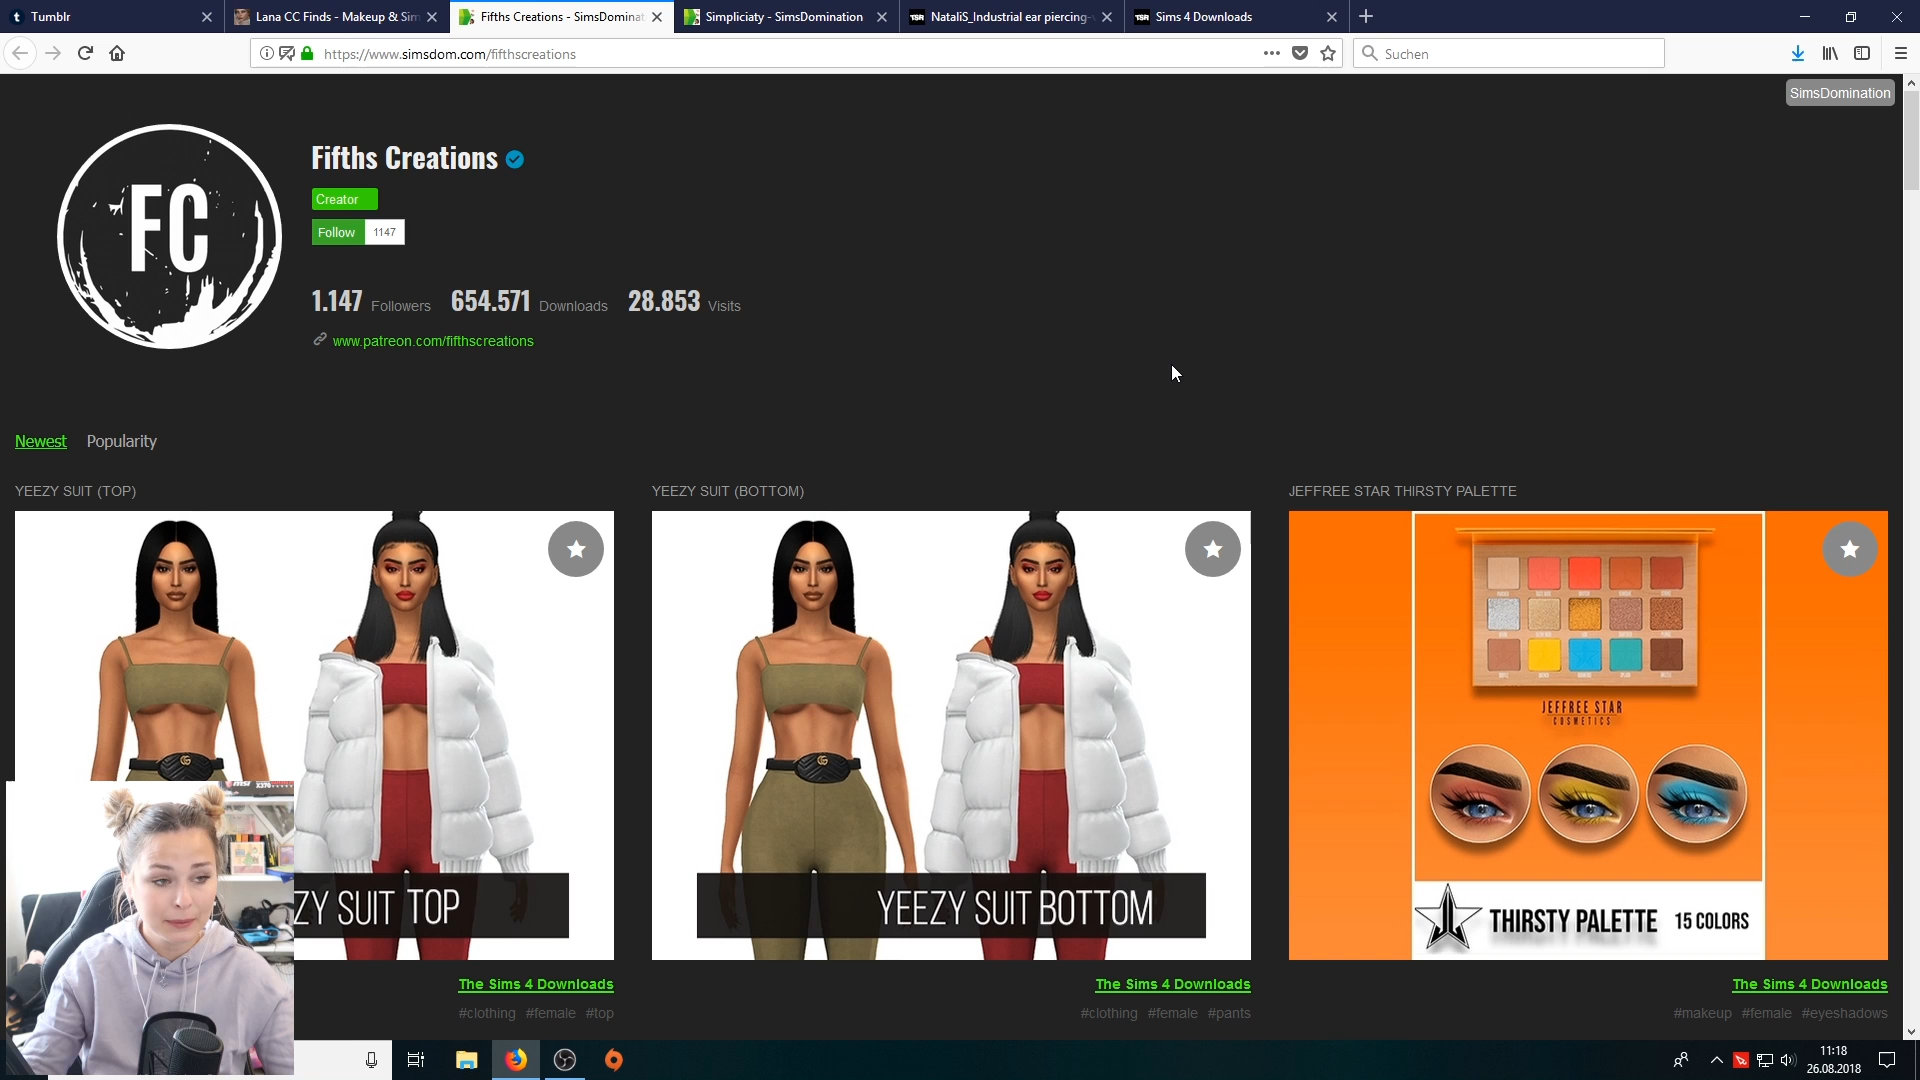 Tumblr
Lana CC Finds - Makeup & Sim
Fifths Creations - SimsDominat
Simpliciaty - SimsDomination
NataliS_Industrial ear piercing-
Sims 4 Downloads
https://www.simsdom.com/fifthscreations
Suchen
SimsDomination
FC
Fifths Creations
Creator
Follow 1147
1.147 Followers 654.571 Downloads 28.853 Visits
www.patreon.com/fifthscreations
Newest Popularity
YEEZY SUIT (TOP)
YEEZY SUIT (BOTTOM)
JEFFREE STAR THIRSTY PALETTE
JEFFREE STAR
COSMETICS
ZY SUIT TOP
YEEZY SUIT BOTTOM
THIRSTY PALETTE 15 COLORS
The Sims 4 Downloads
#clothing #female #top
The Sims 4 Downloads
#clothing #female #pants
The Sims 4 Downloads
#makeup #female #eyeshadows
11:18
26.08.2018